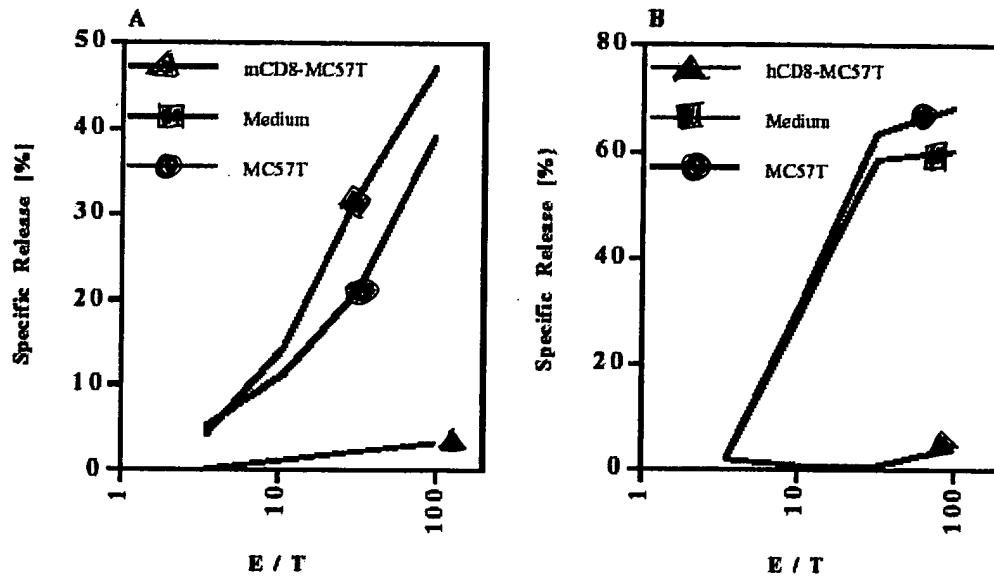 A
50
40
30
20
10
0
1
10
100
mCD8-MC57T
Medium
MC57T
Specific Release [%]
E / T
B
80
60
40
20
0
1
10
100
hCD8-MC57T
Medium
MC57T
Specific Release [%]
E / T